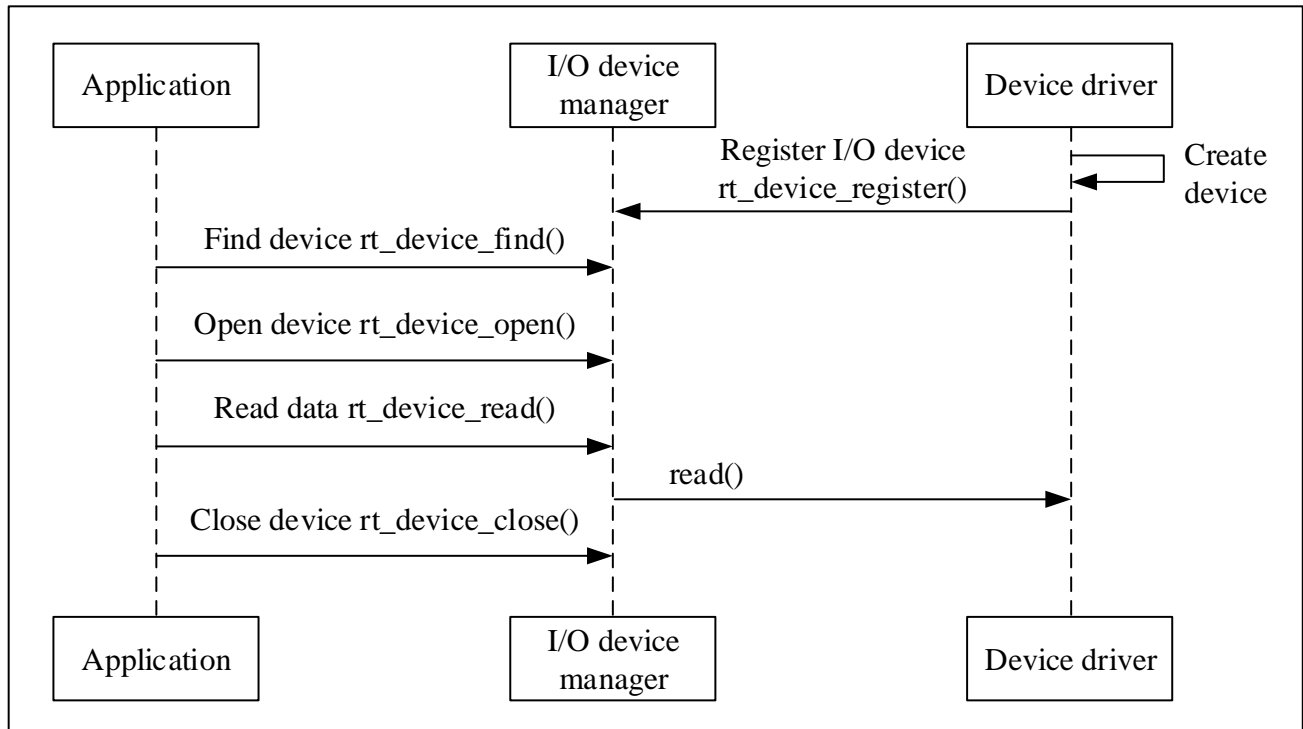 Application
I/O device
manager
Device driver
Register I/O device
rt_device_register()
Create
device
Find device rt_device_find()
Open device rt_device_open()
Read data rt_device_read()
read()
Close device rt_device_close()
Application
I/O device
manager
Device driver